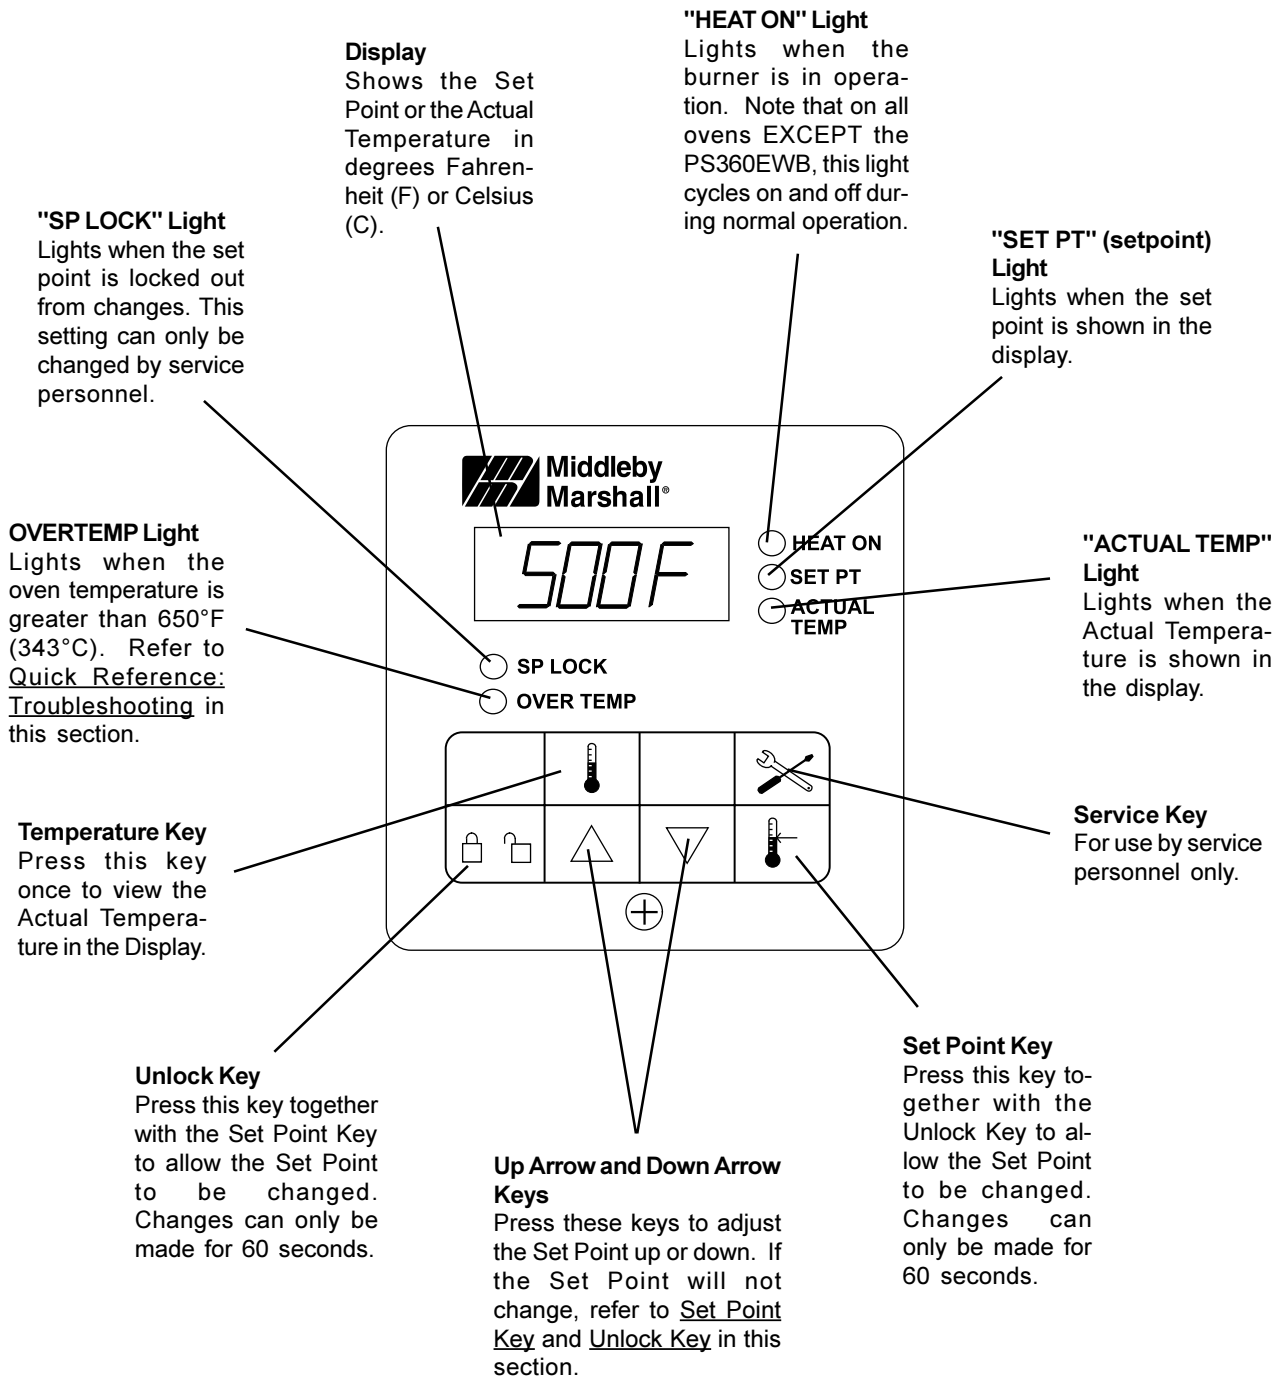 "HEAT ON" Light
Lights when the
burner is in opera-
tion. Note that on all
ovens EXCEPT the
PS360EWB, this light
cycles on and off dur-
ing normal operation.
Display
Shows the Set
Point or the Actual
Temperature in
degrees Fahren-
heit (F) or Celsius
(C).
"SP LOCK" Light
Lights when the set
point is locked out
from changes. This
setting can only be
changed by service
personnel.
"SET PT" (setpoint)
Light
Lights when the set
point is shown in the
display.
OVERTEMP Light
Lights when the
oven temperature is
greater than 650°F
(343°C). Refer to
Quick Reference:
Troubleshooting in
this section.
Middleby
Marshall®
500F
HEAT ON
SET PT
ACTUAL
TEMP
SP LOCK
OVER TEMP
"ACTUAL TEMP"
Light
Lights when the
Actual Tempera-
ture is shown in
the display.
Temperature Key
Press this key
once to view the
Actual Tempera-
ture in the Display.
Service Key
For use by service
personnel only.
Unlock Key
Press this key together
with the Set Point Key
to allow the Set Point
to be changed.
Changes can only be
made for 60 seconds.
Up Arrow and Down Arrow
Keys
Press these keys to adjust
the Set Point up or down. If
the Set Point will not
change, refer to Set Point
Key and Unlock Key in this
section.
Set Point Key
Press this key to-
gether with the
Unlock Key to al-
low the Set Point
to be changed.
Changes can
only be made for
60 seconds.